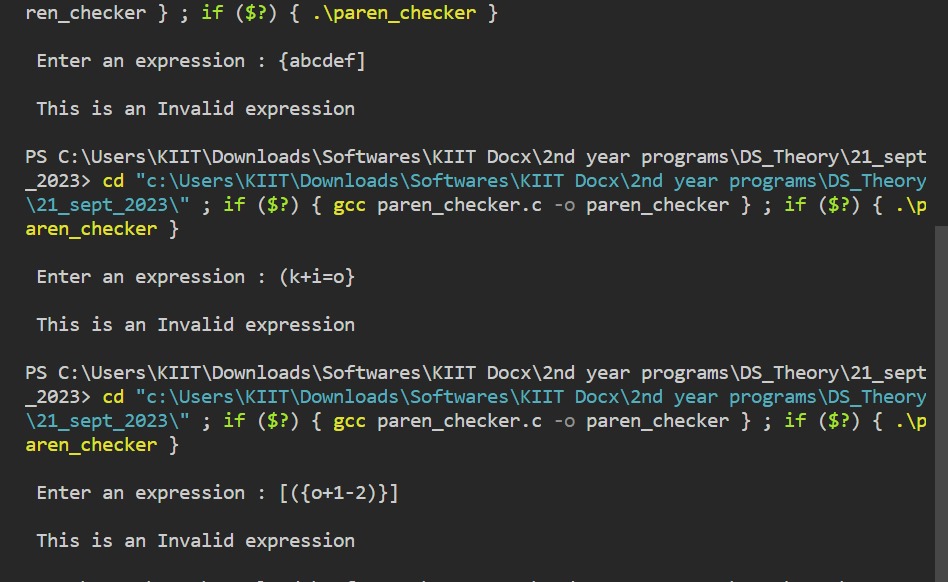 ren_checker } ; if ($?) { .\paren_checker }
Enter an expression : {abcdef]
This is an Invalid expression
PS C:\Users\KIIT\Downloads\Softwares\KIIT Docx\2nd year programs\DS_Theory\21_sept
_2023> cd "c:\Users\KIIT\Downloads\Softwares\KIIT Docx\2nd year programs\DS_Theory
\21_sept_2023\" ; if ($?) { gcc paren_checker.c -o paren_checker } ; if ($?) { .\p
aren_checker }
Enter an expression : (k+i=o}
This is an Invalid expression
PS C:\Users\KIIT\Downloads\Softwares\KIIT Docx\2nd year programs\DS_Theory\21_sept
_2023> cd "c:\Users\KIIT\Downloads\Softwares\KIIT Docx\2nd year programs\DS_Theory
\21_sept_2023\" ; if ($?) { gcc paren_checker.c -o paren_checker } ; if ($?) { .\p
aren_checker }
Enter an expression : [({o+1-2)}]
This is an Invalid expression